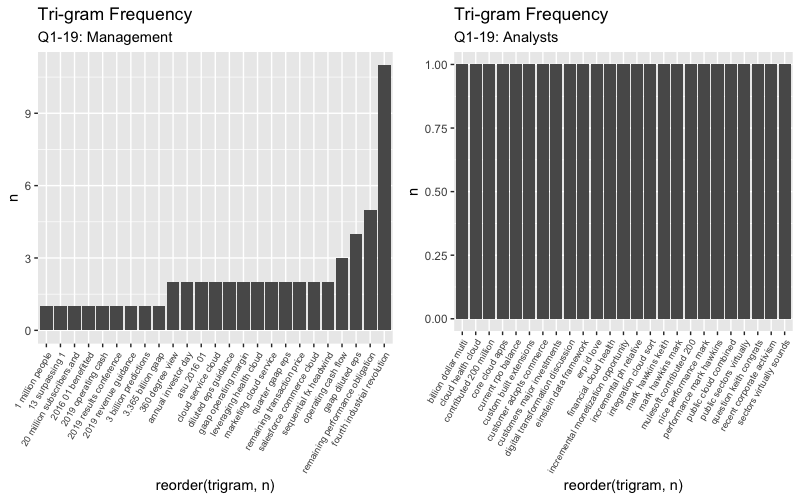 Tri-gram Frequency
Q1-19: Management
n
9
6
3
0
1 million people
13 surpassing 1
20 million subscribers and
2016 01 benefited
2019 operating cash
2019 results conference
2019 revenue guidance
3 billion predictions
3.365 billion gaap
360 degree view
annual investor day
asu 2016 01
cloud service cloud
diluted eps guidance
gaap operating margin
leveraging health cloud
marketing cloud service
quarter gaap eps
remaining transaction price
salesforce commerce cloud
sequential fx headwind
operating cash flow
gaap diluted eps
remaining performance obligation
fourth industrial revolution
reorder(trigram, n)
Tri-gram Frequency
Q1-19: Analysts
n
1.00
0.75
0.50
0.25
0.00
billion dollar multi
cloud health cloud
contributed 200 million
core cloud apps
current rpo balance
custom built extensions
customer adopts commerce
customers major investments
digital transformation discussion
einstein data framework
erp id love
financial cloud health
incremental monetization opportunity
incremental ph relative
integration cloud sort
mark hawkins keith
mark hawkins mark
mulesoft contributed 200
nice performance mark
performance mark hawkins
public cloud combined
public sectors virtually
question keith congrats
recent corporate activism
sectors virtually sounds
reorder(trigram, n)